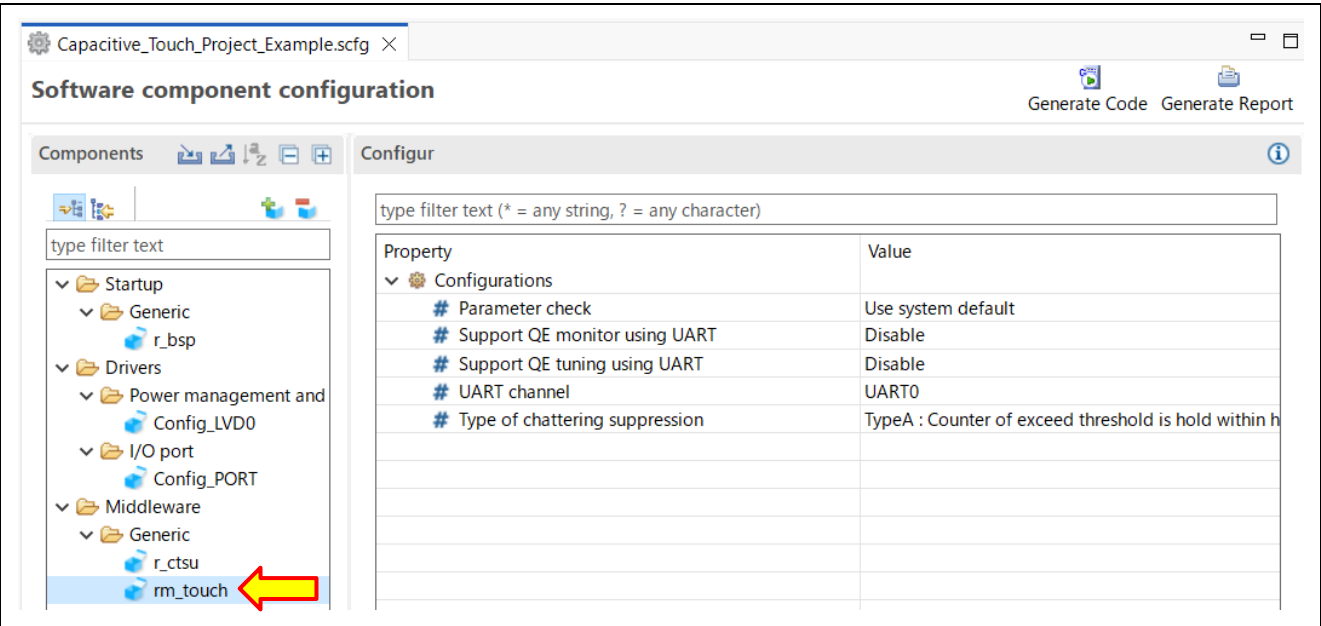 Capacitive_Touch_Project_Example.scfg
Software component configuration
Generate Code Generate Report
Components
Configur
type filter text
Startup
Generic
r_bsp
Drivers
Power management and
Config_LVD0
I/O port
Config_PORT
Middleware
Generic
r_ctsu
rm_touch
type filter text (* = any string, ? = any character)
Property Value
Configurations
# Parameter check Use system default
# Support QE monitor using UART Disable
# Support QE tuning using UART Disable
# UART channel UART0
# Type of chattering suppression TypeA : Counter of exceed threshold is hold within h